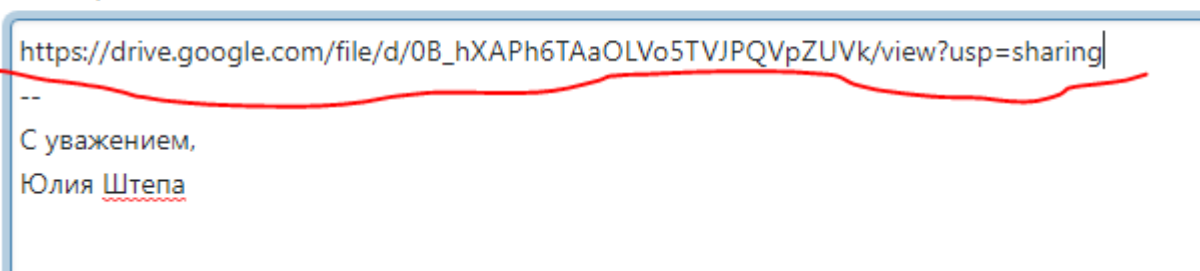 https://drive.google.com/file/d/0B_hXAPh6TAaOLVo5TVJPQVpZUVk/view?usp=sharing
--
С уважением,
Юлия Штепа